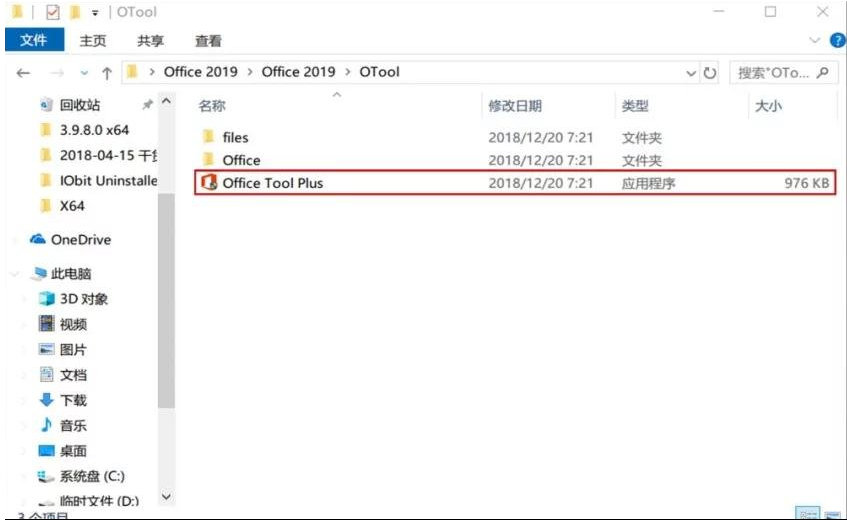 OTool
文件 主页 共享 查看
Office 2019 Office 2019 OTool 搜索"OTo...
名称 修改日期 类型 大小
files 2018/12/20 7:21 文件夹
Office 2018/12/20 7:21 文件夹
Office Tool Plus 2018/12/20 7:21 应用程序 976 KB
回收站
3.9.8.0 x64
2018-04-15 干
IObit Uninstalle
X64
OneDrive
此电脑
3D 对象
视频
图片
文档
下载
音乐
桌面
系统盘 (C:)
临时文件 (D:)
3 个项目